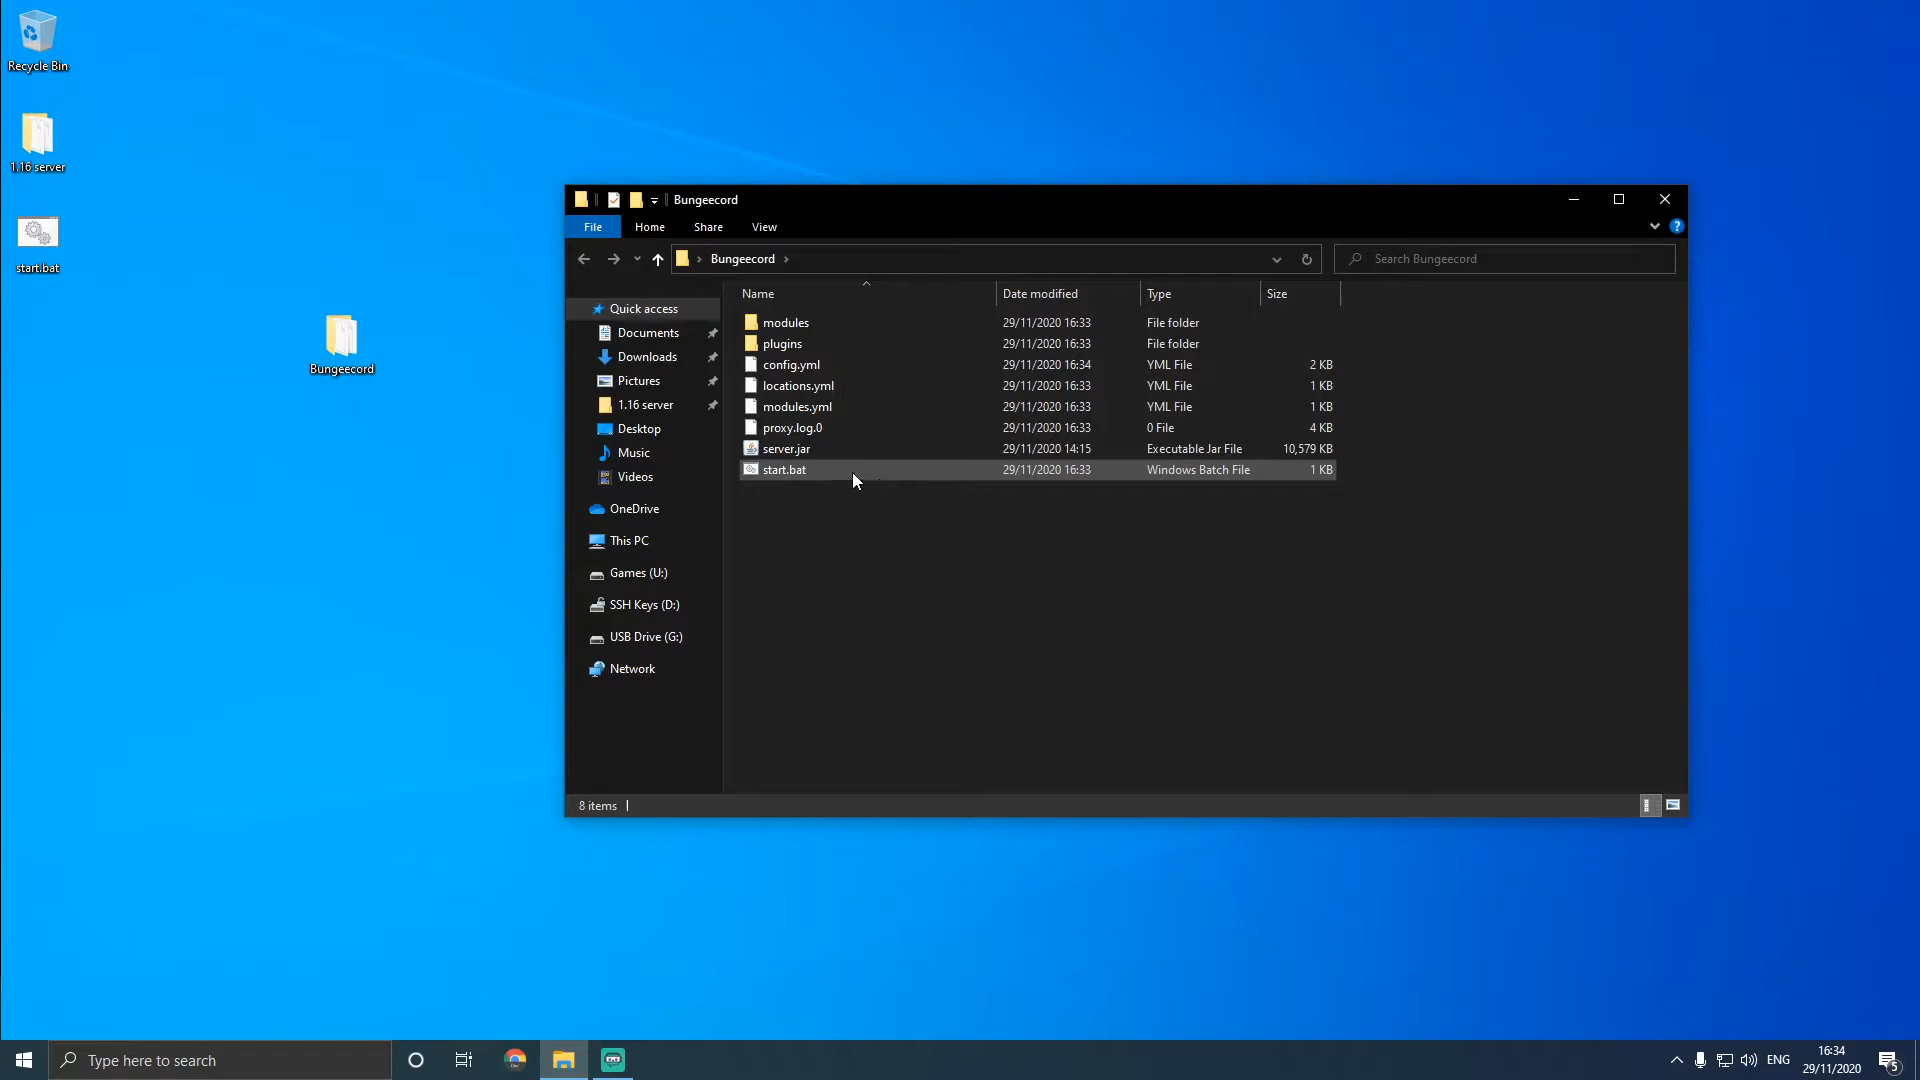 Recycle Bin
1.16 server
start.bat
Bungeecord
Bungeecord
File Home Share View
Bungeecord
Search Bungeecord
Quick access
Documents
Downloads
Pictures
1.16 server
Desktop
Music
Videos
OneDrive
This PC
Games (U:)
SSH Keys (D:)
USB Drive (G:)
Network
Name Date modified Type Size
modules 29/11/2020 16:33 File folder
plugins 29/11/2020 16:33 File folder
config.yml 29/11/2020 16:34 YML File 2 KB
locations.yml 29/11/2020 16:33 YML File 1 KB
modules.yml 29/11/2020 16:33 YML File 1 KB
proxy.log.0 29/11/2020 16:33 0 File 4 KB
server.jar 29/11/2020 14:15 Executable Jar File 10,579 KB
start.bat 29/11/2020 16:33 Windows Batch File 1 KB
8 items
Type here to search
Dev
ENG
16:34
29/11/2020
5